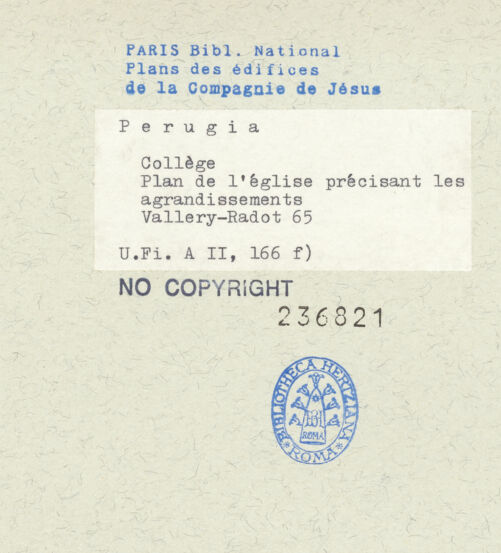 PARIS Bibl. National
Plans des édifices
de la Compagnie de Jésus
Perugia
Collège
Plan de l'église précisant les
agrandissements
Vallery-Radot 65
U.Fi. A II, 166 f)
NO COPYRIGHT
236821
BIBLIOTHECA HERTZIANA
ROMA
ROMA